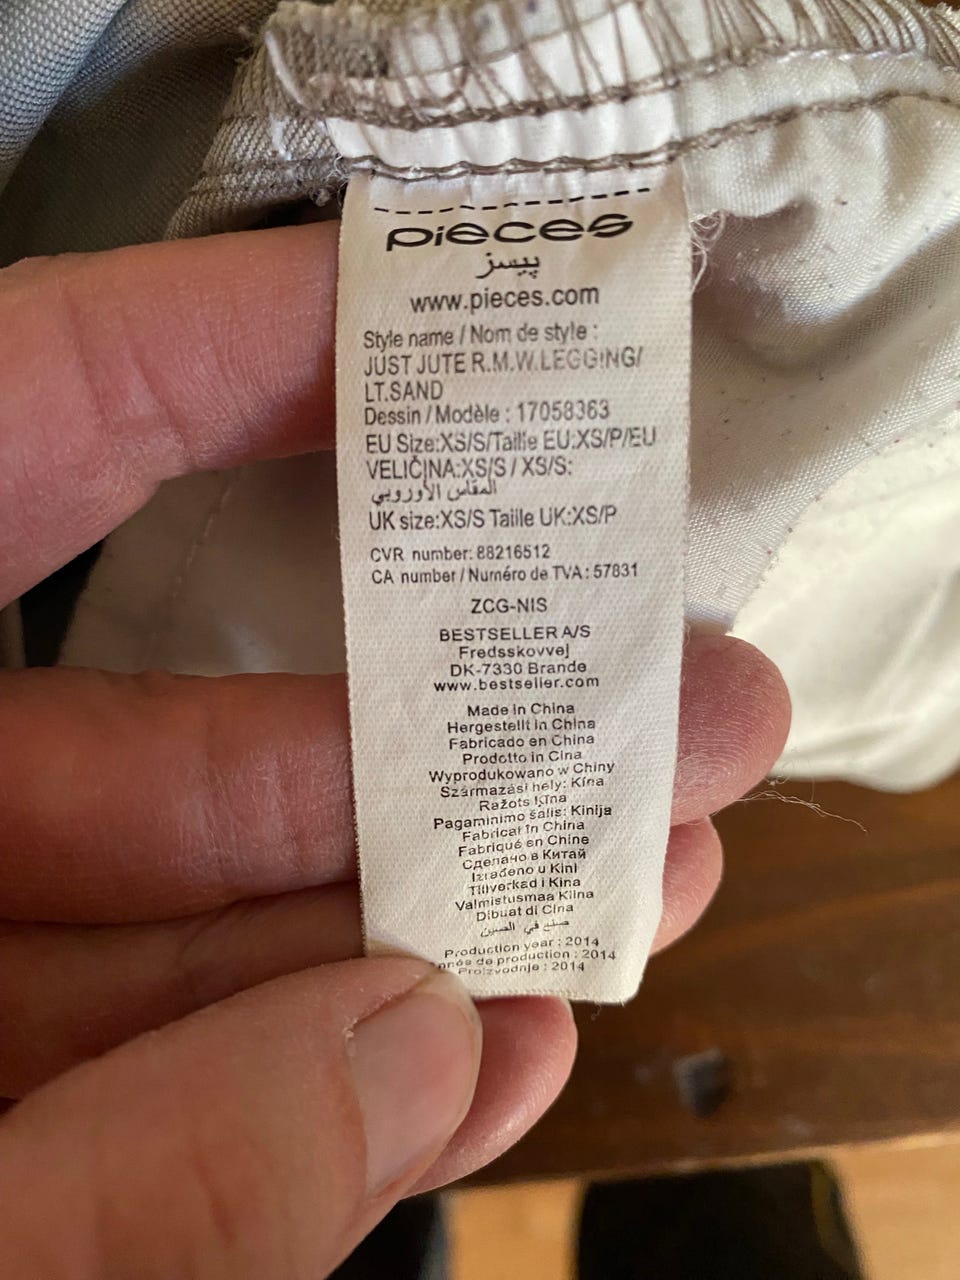 pieces
پيسز
www.pieces.com
Style name / Nom de style :
JUST JUTE R.M.W.LEGGING/
LT.SAND
Dessin / Modèle : 17058363
EU Size:XS/S/Taille EU:XS/P/EU
VELIČINA:XS/S / XS/S:
المقاس الأوروبي
UK size:XS/S Taille UK:XS/P
CVR number: 88216512
CA number / Numéro de TVA : 57831
ZCG-NIS
BESTSELLER A/S
Fredsskovvej
DK-7330 Brande
www.bestseller.com
Made in China
Hergestellt in China
Fabricado en China
Prodotto in Cina
Wyprodukowano w Chiny
Származási hely: Kína
Ražots Ķīna
Pagaminimo šalis: Kinija
Fabricat în China
Fabriqué en Chine
Сделано в Китай
Izrađeno u Kini
Tillverkad i Kina
Valmistusmaa Kiina
Dibuat di Cina
صنع في الصين
Production year : 2014
de production : 2014
Proizvodnje : 2014